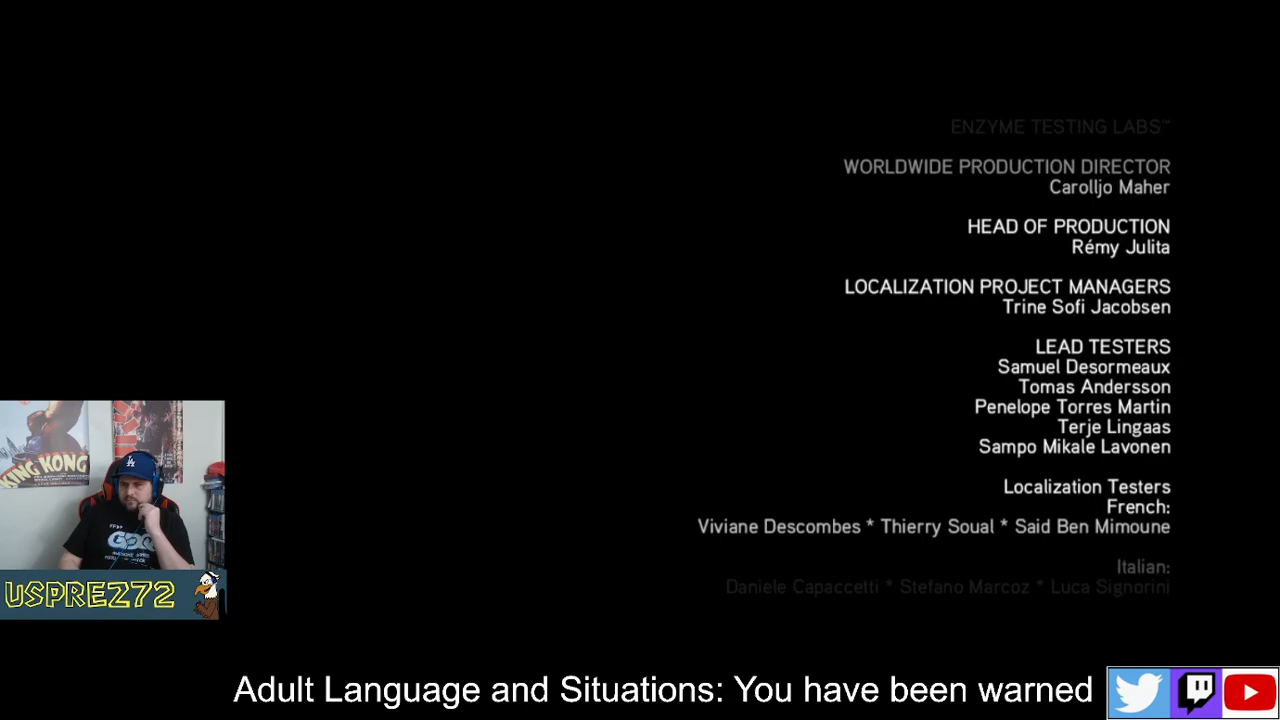 ENZYME TESTING LABS™
WORLDWIDE PRODUCTION DIRECTOR
Carolljo Maher
HEAD OF PRODUCTION
Rémy Julita
LOCALIZATION PROJECT MANAGERS
Trine Sofi Jacobsen
LEAD TESTERS
Samuel Desormeaux
Tomas Andersson
Penelope Torres Martin
Terje Lingaas
Sampo Mikale Lavonen
Localization Testers
French:
Viviane Descombes * Thierry Soual * Said Ben Mimoune
Italian:
Daniele Capaccetti * Stefano Marcoz * Luca Signorini
KING KONG
LA
GDQ
USPREZ72
Adult Language and Situations: You have been warned